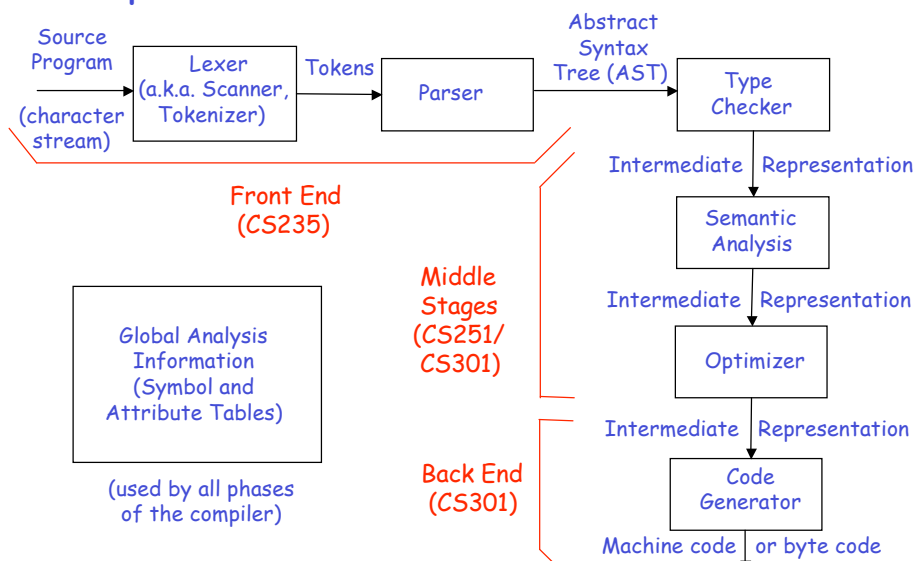 Source
Program
(character
stream)
Lexer
(a.k.a. Scanner,
Tokenizer)
Tokens
Parser
Abstract
Syntax
Tree (AST)
Type
Checker
Intermediate Representation
Front End
(CS235)
Semantic
Analysis
Middle
Stages
(CS251/
CS301)
Intermediate Representation
Global Analysis
Information
(Symbol and
Attribute Tables)
Optimizer
Intermediate Representation
(used by all phases
of the compiler)
Back End
(CS301)
Code
Generator
Machine code or byte code